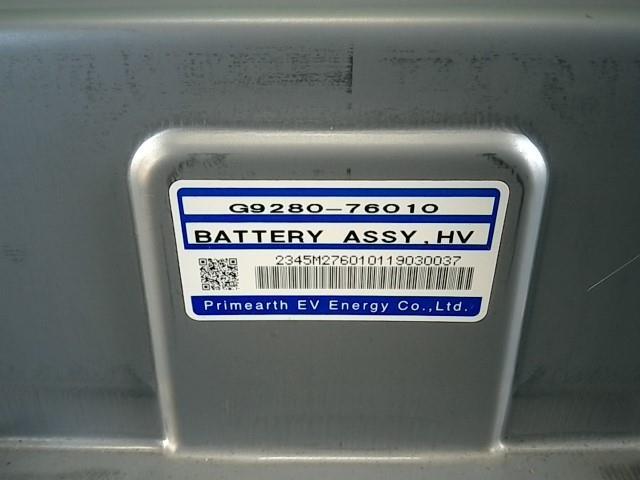 G9280-76010
BATTERY ASSY,HV
2345M276010119030037
Primearth EV Energy Co.,Ltd.